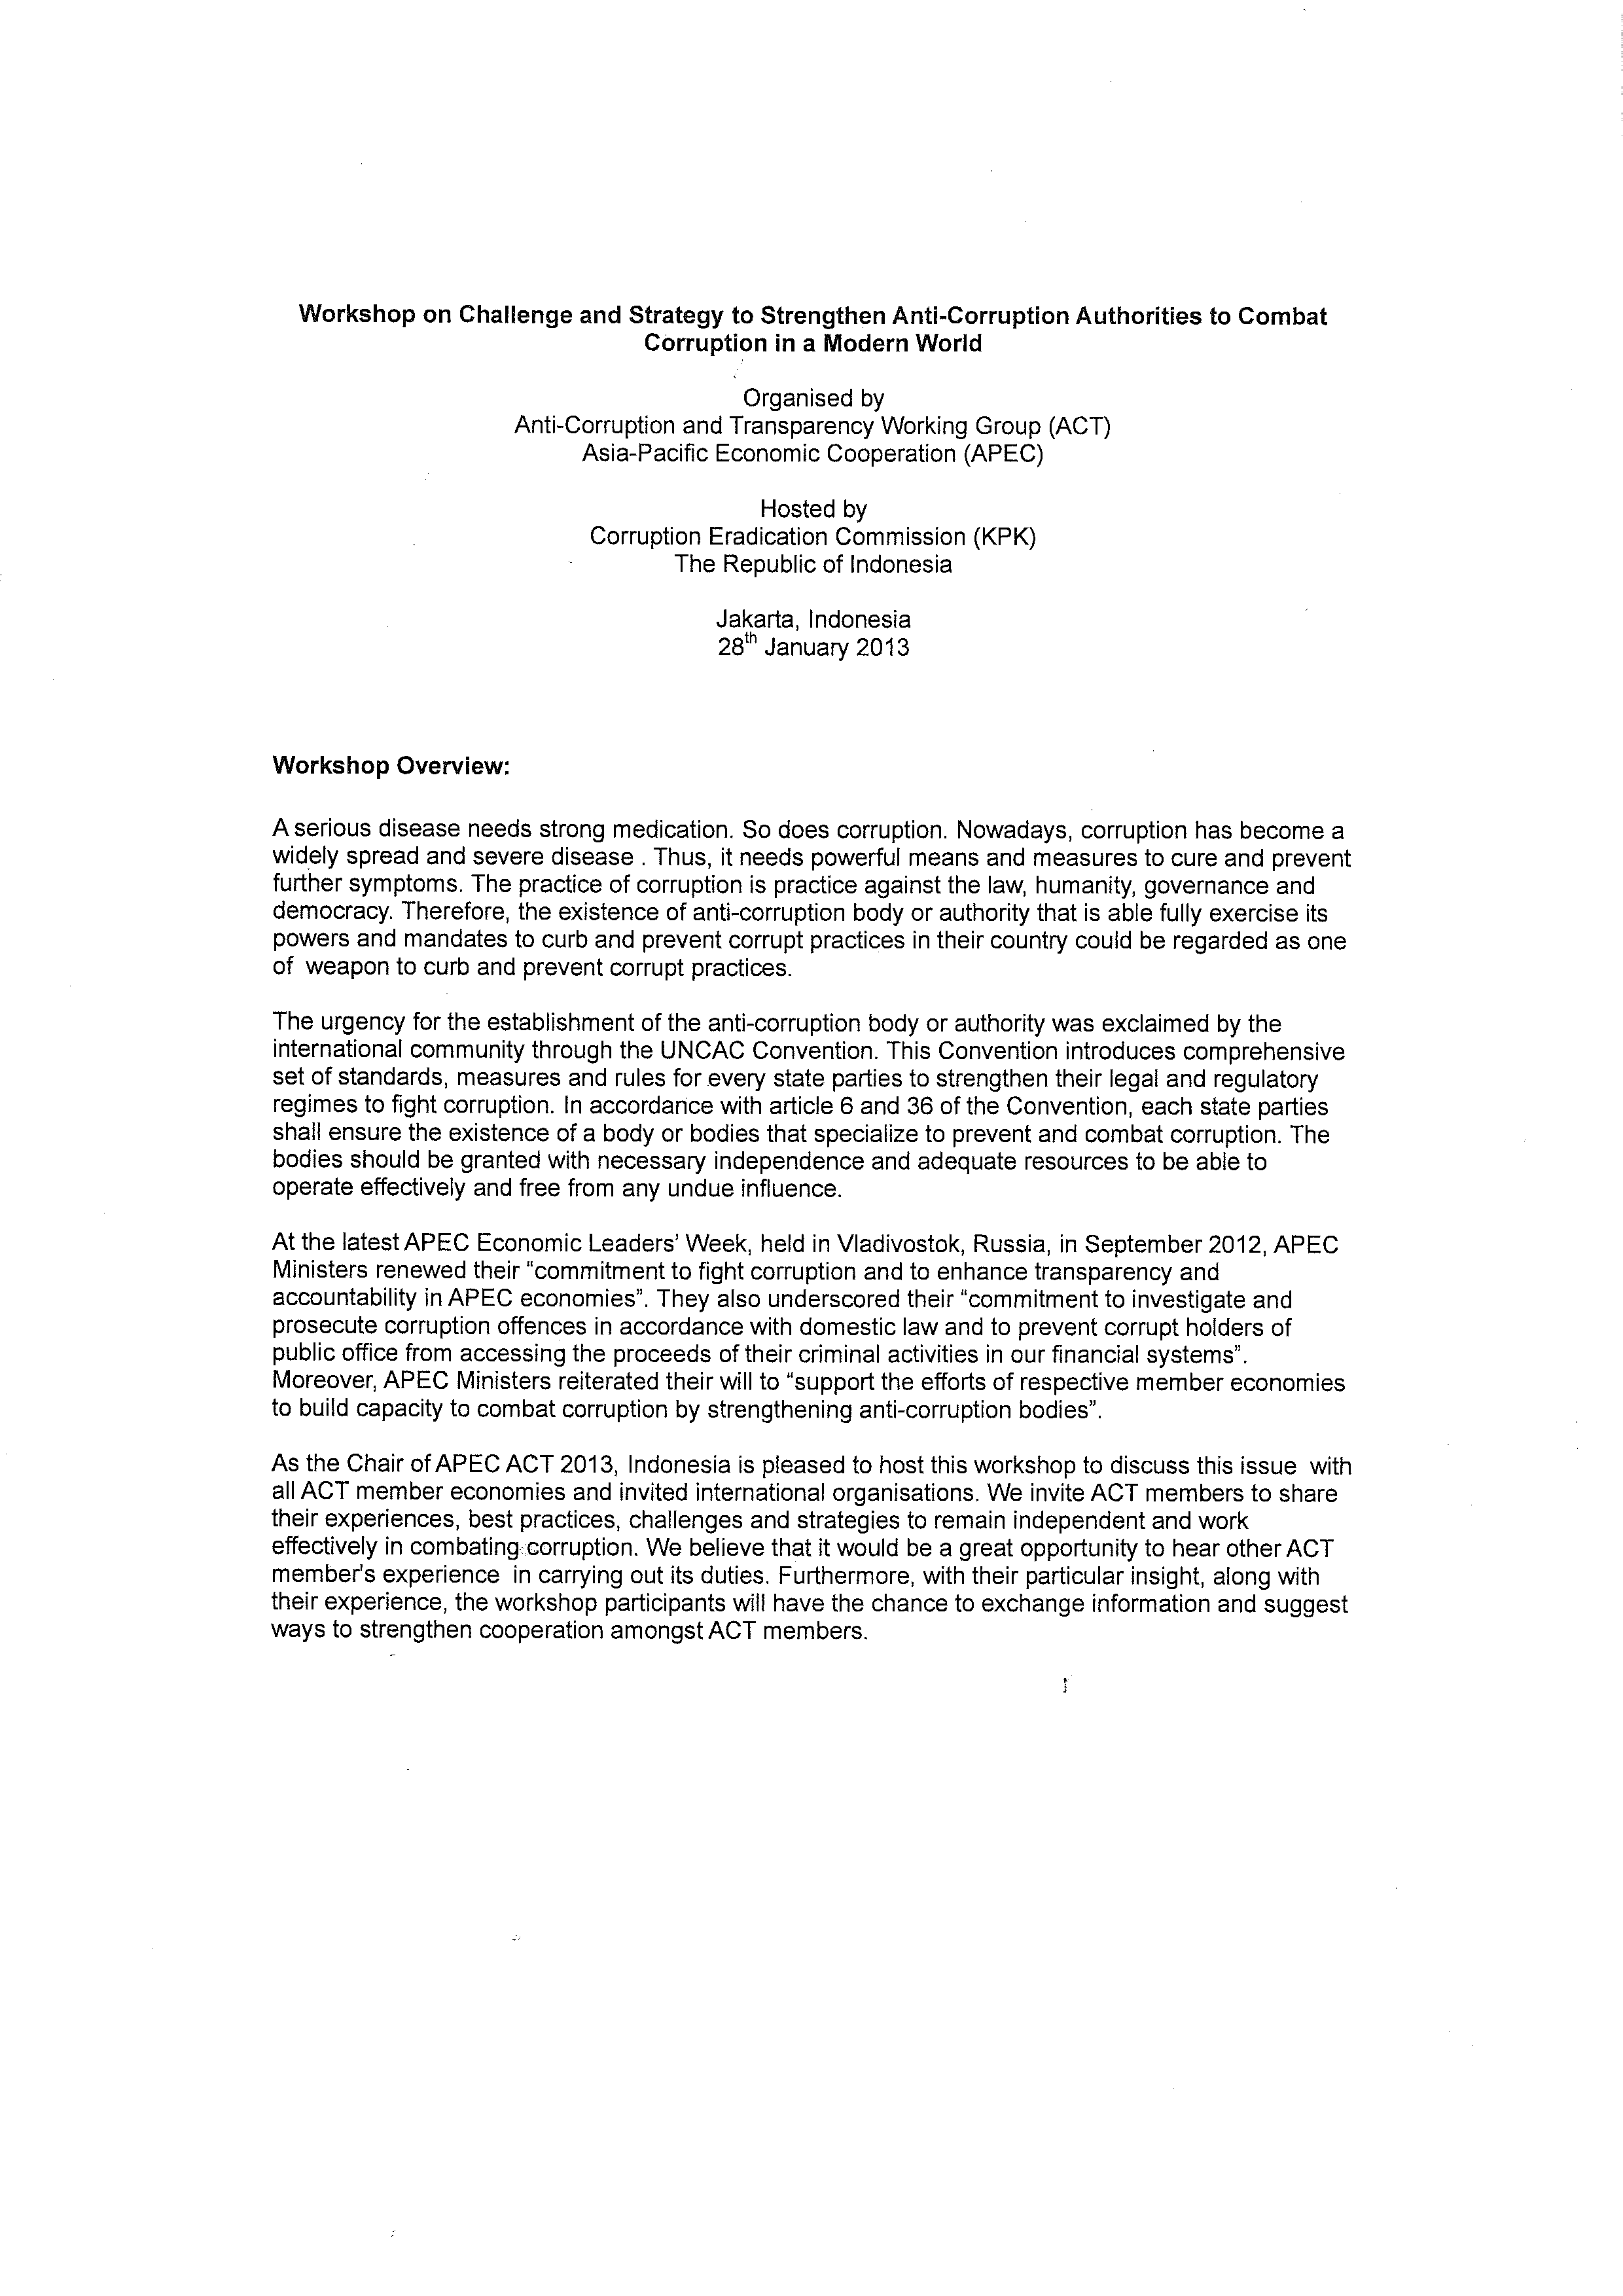 Workshop on Challenge and Strategy to Strengthen Anti-Corruption Authorities to Combat
Corruption in a Modern World
Organised by
Anti-Corruption and Transparency Working Group (ACT)
Asia-Pacific Economic Cooperation (APEC)
Hosted by
Corruption Eradication Commission (KPK)
The Republic of Indonesia
Jakarta, Indonesia
28th January 2013
Workshop Overview:
A serious disease needs strong medication. So does corruption. Nowadays, corruption has become a
widely spread and severe disease . Thus, it needs powerful means and measures to cure and prevent
further symptoms. The practice of corruption is practice against the law, humanity, governance and
democracy. Therefore, the existence of anti-corruption body or authority that is able fully exercise its
powers and mandates to curb and prevent corrupt practices in their country could be regarded as one
of weapon to curb and prevent corrupt practices.
The urgency for the establishment of the anti-corruption body or authority was exclaimed by the
international community through the UNCAC Convention. This Convention introduces comprehensive
set of standards, measures and rules for every state parties to strengthen their legal and regulatory
regimes to fight corruption. In accordance with article 6 and 36 of the Convention, each state parties
shall ensure the existence of a body or bodies that specialize to prevent and combat corruption. The
bodies should be granted with necessary independence and adequate resources to be able to
operate effectively and free from any undue influence.
At the latest APEC Economic Leaders' Week, held in Vladivostok, Russia, in September 2012, APEC
Ministers renewed their “commitment to fight corruption and to enhance transparency and
accountability in APEC economies”. They also underscored their “commitment to investigate and
prosecute corruption offences in accordance with domestic law and to prevent corrupt holders of
public office from accessing the proceeds of their criminal activities in our financial systems”.
Moreover, APEC Ministers reiterated their will to “support the efforts of respective member economies
to build capacity to combat corruption by strengthening anti-corruption bodies”.
As the Chair of APEC ACT 2013, Indonesia is pleased to host this workshop to discuss this issue with
all ACT member economies and invited international organisations. We invite ACT members to share
their experiences, best practices, challenges and strategies to remain independent and work
effectively in combating corruption. We believe that it would be a great opportunity to hear other ACT
member's experience in carrying out its duties. Furthermore, with their particular insight, along with
their experience, the workshop participants will have the chance to exchange information and suggest
ways to strengthen cooperation amongst ACT members.